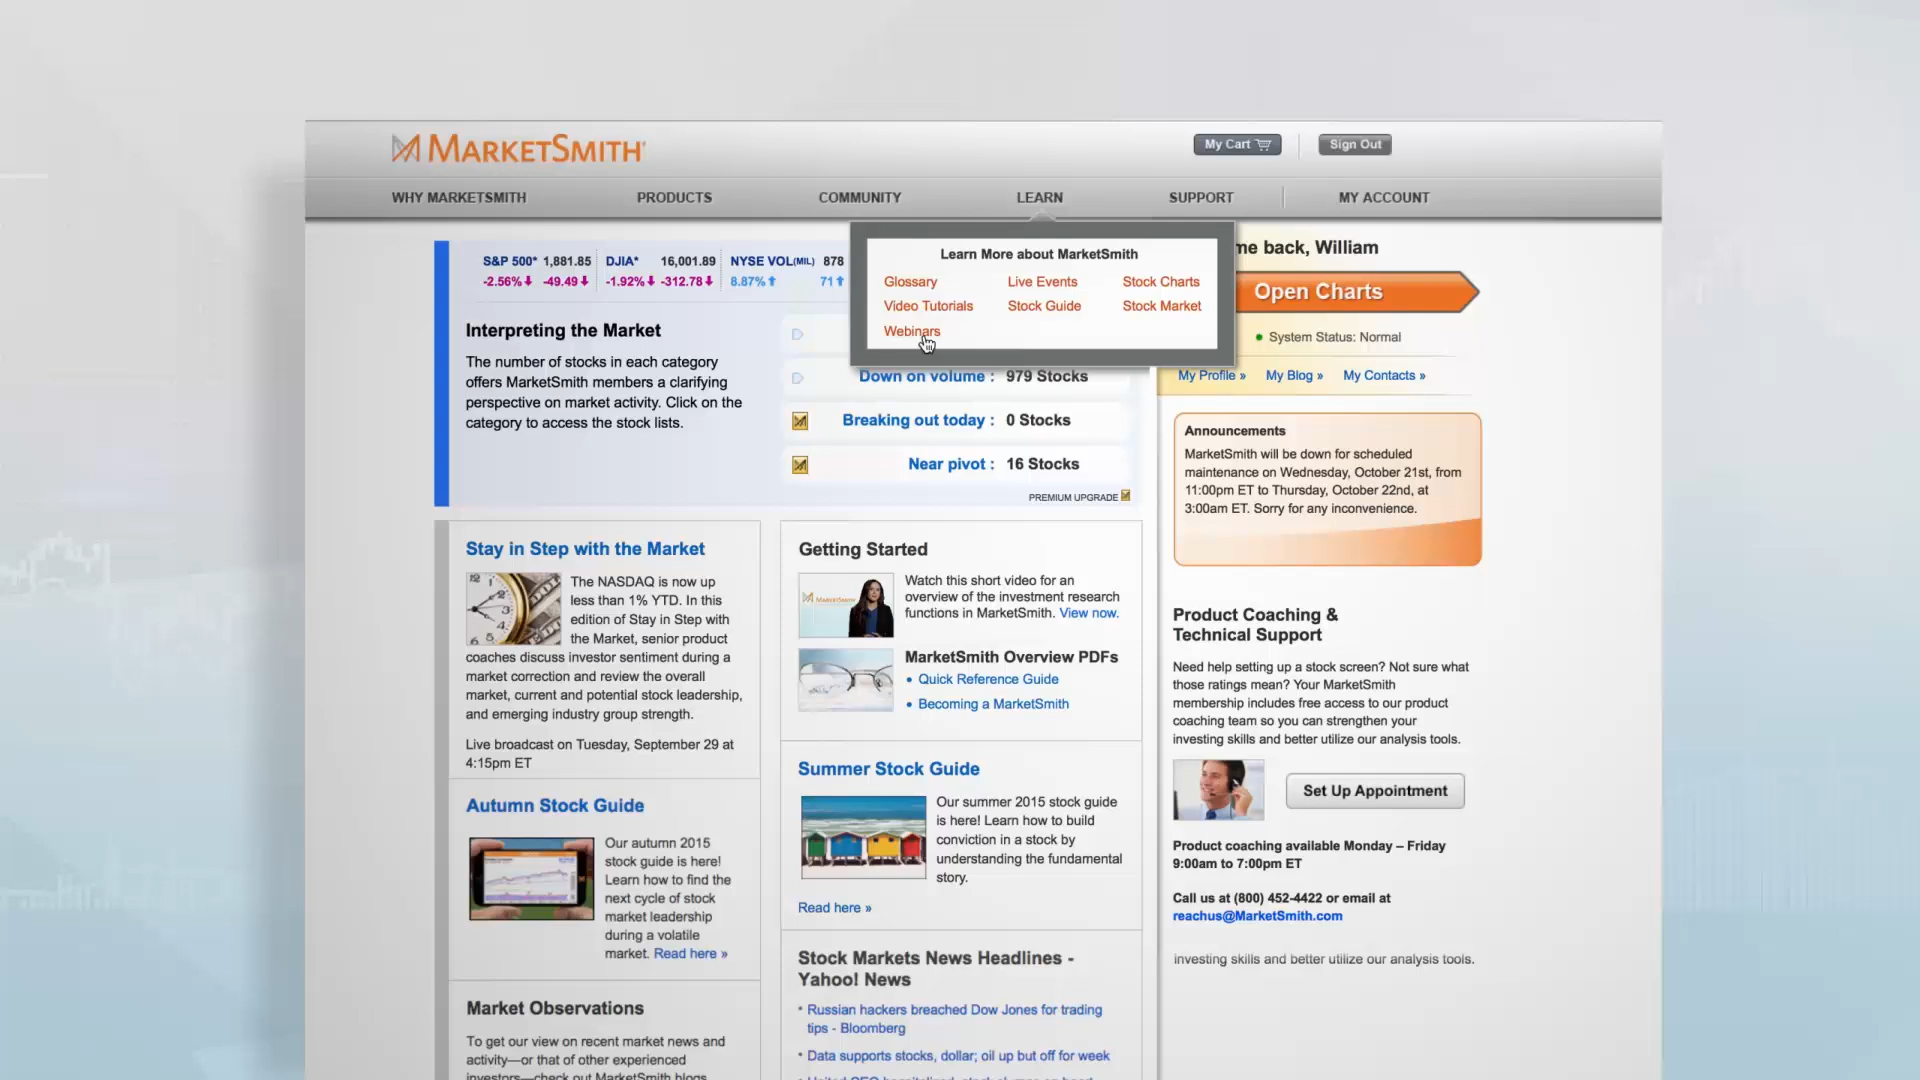 MARKETSMITH
My Cart
Sign Out
WHY MARKETSMITH
PRODUCTS
COMMUNITY
LEARN
SUPPORT
MY ACCOUNT
S&P 500* 1,881.85
-2.56% -49.49
DJIA* 16,001.89
-1.92% -312.78
NYSE VOL(MIL) 878
8.87% 71
Interpreting the Market
The number of stocks in each category
offers MarketSmith members a clarifying
perspective on market activity. Click on the
category to access the stock lists.
Learn More about MarketSmith
Glossary
Live Events
Stock Charts
Video Tutorials
Stock Guide
Stock Market
Webinars
Down on volume : 979 Stocks
Breaking out today : 0 Stocks
Near pivot : 16 Stocks
PREMIUM UPGRADE
me back, William
Open Charts
System Status: Normal
My Profile »
My Blog »
My Contacts »
Announcements
MarketSmith will be down for scheduled
maintenance on Wednesday, October 21st, from
11:00pm ET to Thursday, October 22nd, at
3:00am ET. Sorry for any inconvenience.
Stay in Step with the Market
The NASDAQ is now up
less than 1% YTD. In this
edition of Stay in Step with
the Market, senior product
coaches discuss investor sentiment during a
market correction and review the overall
market, current and potential stock leadership,
and emerging industry group strength.
Live broadcast on Tuesday, September 29 at
4:15pm ET
Autumn Stock Guide
Our autumn 2015
stock guide is here!
Learn how to find the
next cycle of stock
market leadership
during a volatile
market. Read here »
Market Observations
To get our view on recent market news and
activity—or that of other experienced
investors—check out MarketSmith blogs
Getting Started
MARKETSMITH
Watch this short video for an
overview of the investment research
functions in MarketSmith. View now.
MarketSmith Overview PDFs
• Quick Reference Guide
• Becoming a MarketSmith
Summer Stock Guide
Our summer 2015 stock guide
is here! Learn how to build
conviction in a stock by
understanding the fundamental
story.
Read here »
Stock Markets News Headlines -
Yahoo! News
• Russian hackers breached Dow Jones for trading
tips - Bloomberg
• Data supports stocks, dollar; oil up but off for week
Product Coaching &
Technical Support
Need help setting up a stock screen? Not sure what
those ratings mean? Your MarketSmith
membership includes free access to our product
coaching team so you can strengthen your
investing skills and better utilize our analysis tools.
Set Up Appointment
Product coaching available Monday – Friday
9:00am to 7:00pm ET
Call us at (800) 452-4422 or email at
reachus@MarketSmith.com
investing skills and better utilize our analysis tools.